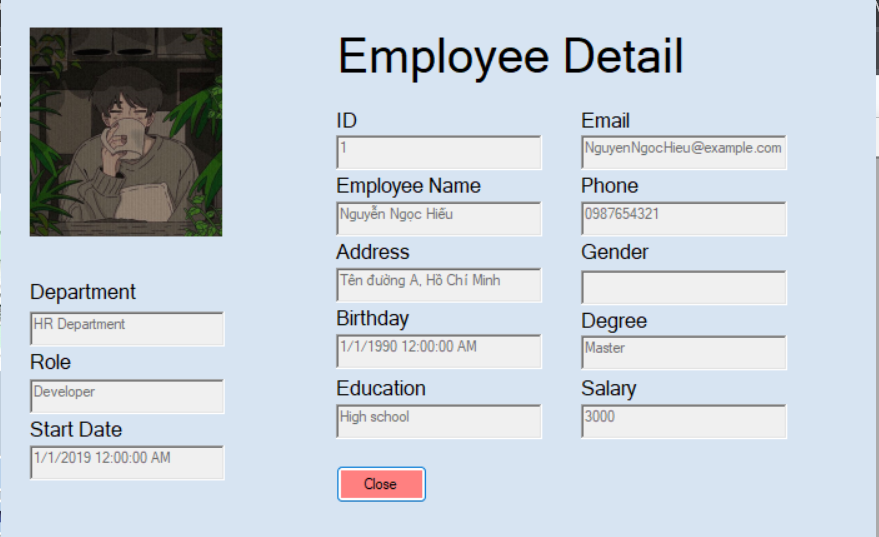 Employee Detail
ID
1
Email
NguyenNgocHieu@example.com
Employee Name
Nguyễn Ngọc Hiếu
Phone
0987654321
Address
Tên đường A, Hồ Chí Minh
Gender
Birthday
1/1/1990 12:00:00 AM
Degree
Master
Education
High school
Salary
3000
Department
HR Department
Role
Developer
Start Date
1/1/2019 12:00:00 AM
Close